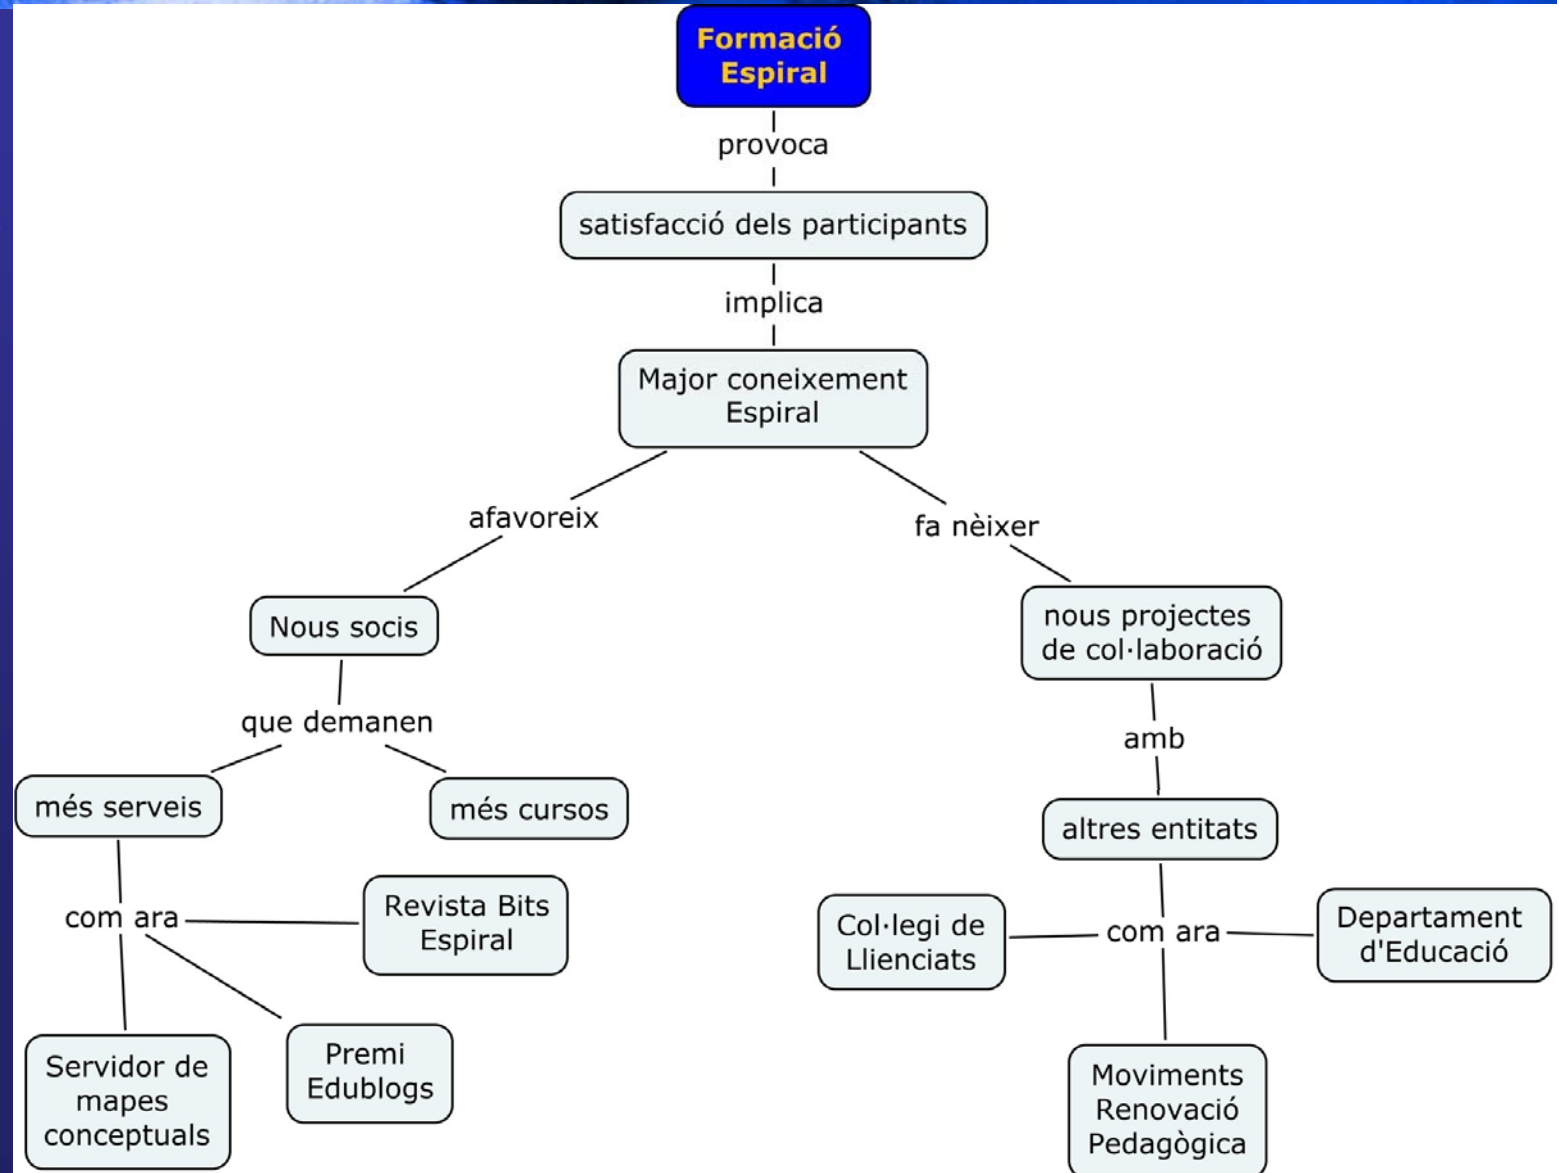 Formació
Espiral
provoca
satisfacció dels participants
implica
Major coneixement
Espiral
afavoreix
fa nèixer
Nous socis
nous projectes
de col·laboració
que demanen
amb
més serveis
més cursos
altres entitats
com ara
Revista Bits
Espiral
Col·legi de
Llienciats
com ara
Departament
d'Educació
Servidor de
mapes
conceptuals
Premi
Edublogs
Moviments
Renovació
Pedagògica